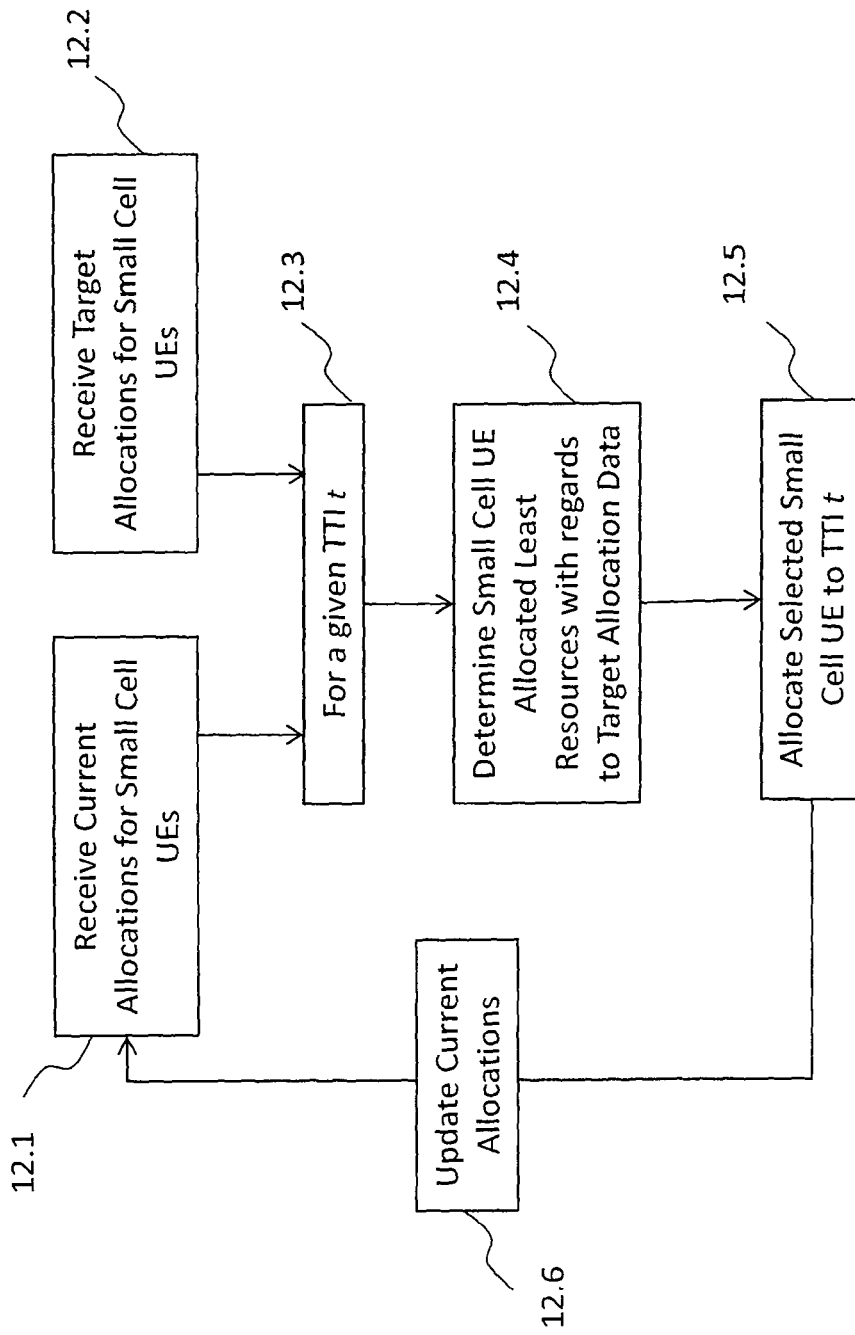 12.1
Receive Current
Allocations for Small Cell
UEs
12.2
Receive Target
Allocations for Small Cell
UEs
12.3
For a given TTI t
12.4
Determine Small Cell UE
Allocated Least
Resources with regards
to Target Allocation Data
12.5
Allocate Selected Small
Cell UE to TTI t
12.6
Update Current
Allocations